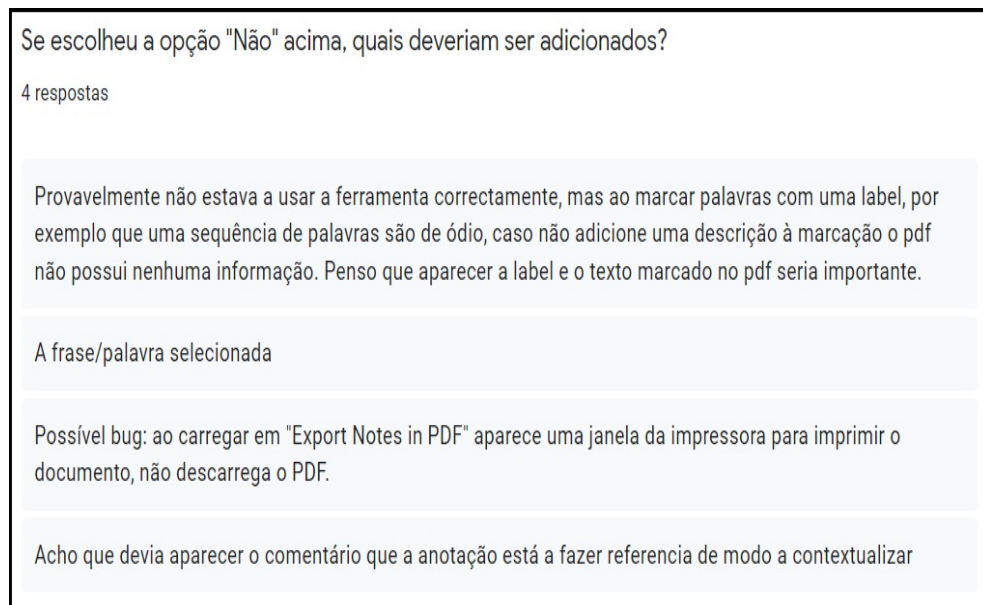 Se escolheu a opção "Não" acima, quais deveriam ser adicionados?
4 respostas
Provavelmente não estava a usar a ferramenta correctamente, mas ao marcar palavras com uma label, por
exemplo que uma sequência de palavras são de ódio, caso não adicione uma descrição à marcação o pdf
não possui nenhuma informação. Penso que aparecer a label e o texto marcado no pdf seria importante.
A frase/palavra selecionada
Possível bug: ao carregar em "Export Notes in PDF" aparece uma janela da impressora para imprimir o
documento, não descarrega o PDF.
Acho que devia aparecer o comentário que a anotação está a fazer referencia de modo a contextualizar